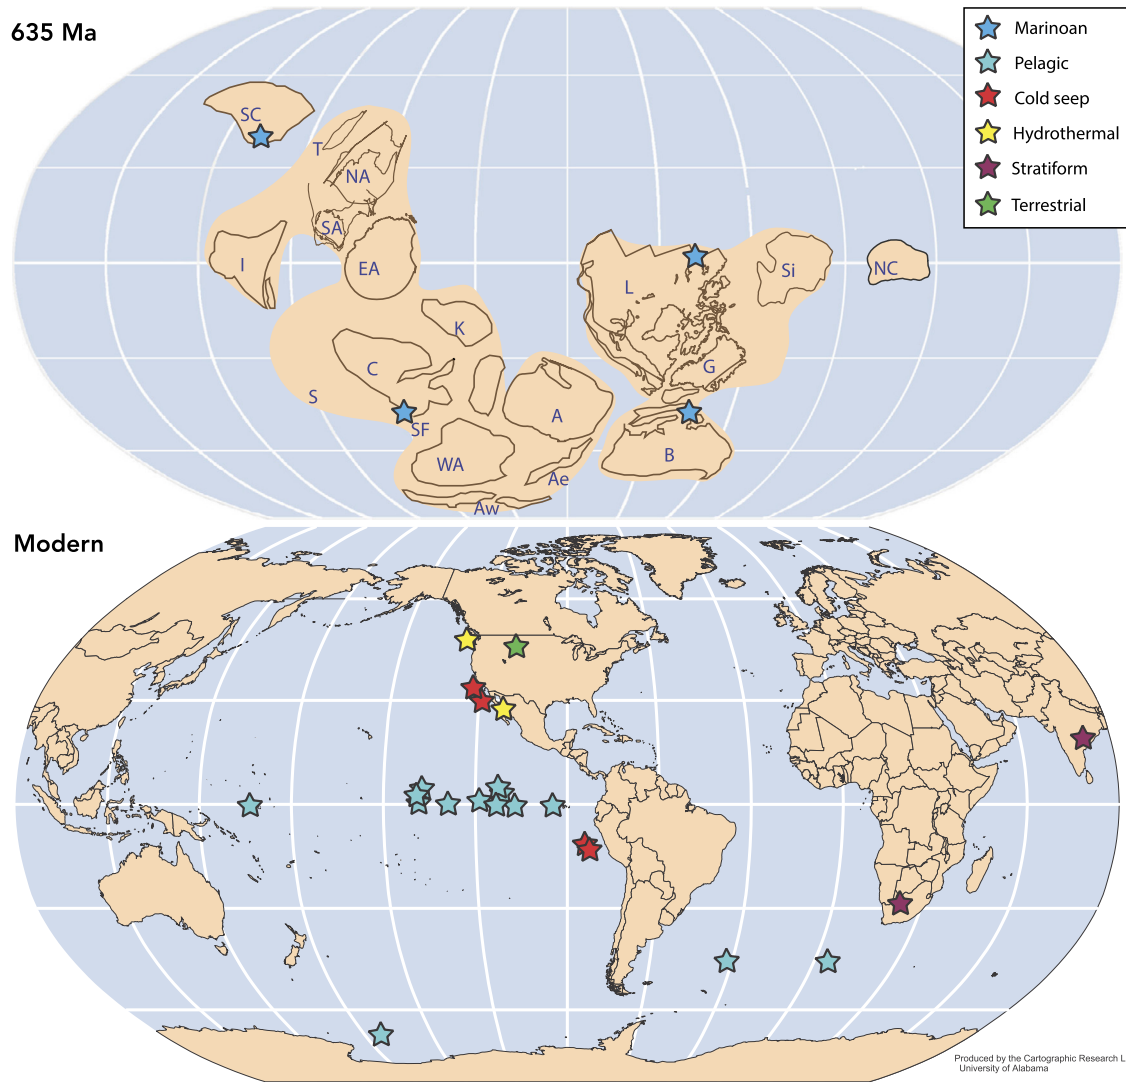 635 Ma
Marinoan
Pelagic
Cold seep
Hydrothermal
Stratiform
Terrestrial
SC
T
NA
SA
I
EA
L
Si
NC
K
C
G
S
A
SF
B
WA
Ae
Aw
Modern
Produced by the Cartographic Research L
University of Alabama